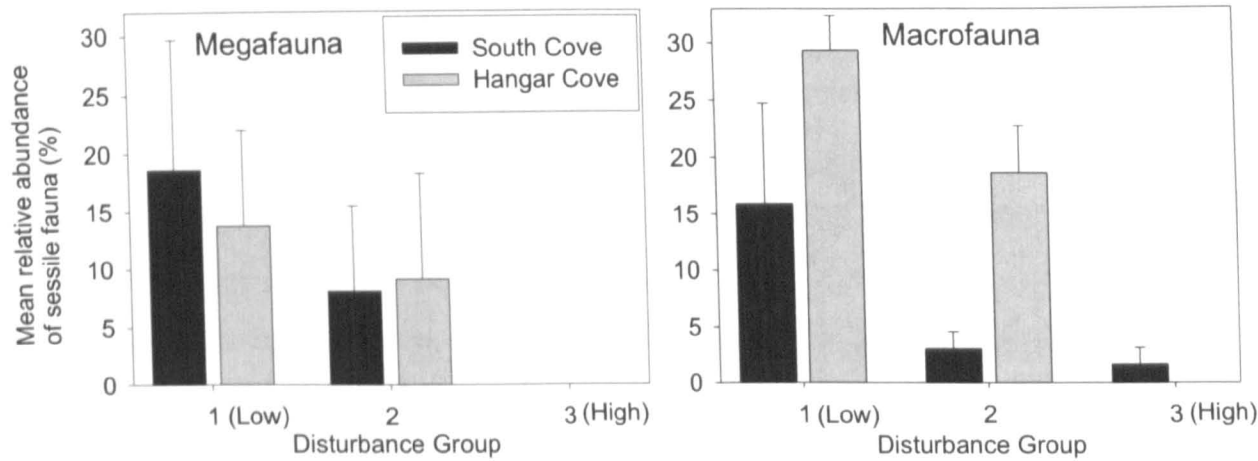 Mean relative abundance
of sessile fauna (%)
30
25
20
15
10
5
0
Megafauna
South Cove
Hangar Cove
1 (Low)
2
3 (High)
Disturbance Group
30
25
20
15
10
5
0
Macrofauna
1 (Low)
2
3 (High)
Disturbance Group